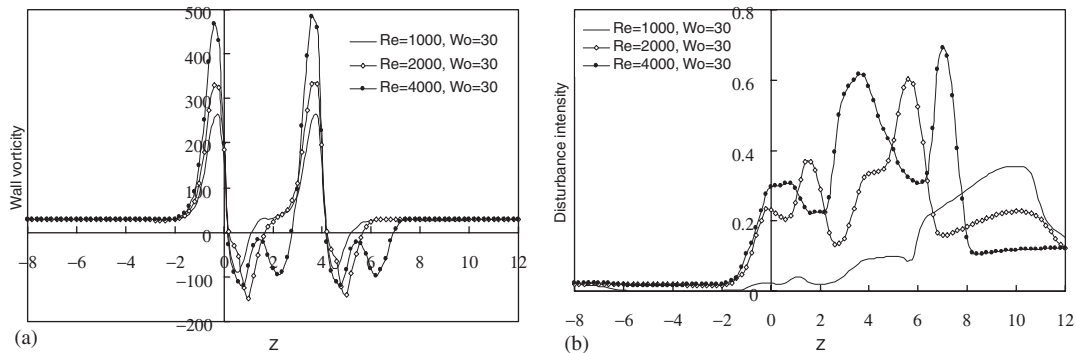 500
400
300
200
100
0
−100
−200
−8
−6
−4
−2
0
2
4
6
8
10
12
Wall vorticity
Z
Re=1000, Wo=30
Re=2000, Wo=30
Re=4000, Wo=30
(a)
0.8
0.6
0.4
0.2
0
−8
−6
−4
−2
0
2
4
6
8
10
12
Disturbance intensity
Z
Re=1000, Wo=30
Re=2000, Wo=30
Re=4000, Wo=30
(b)